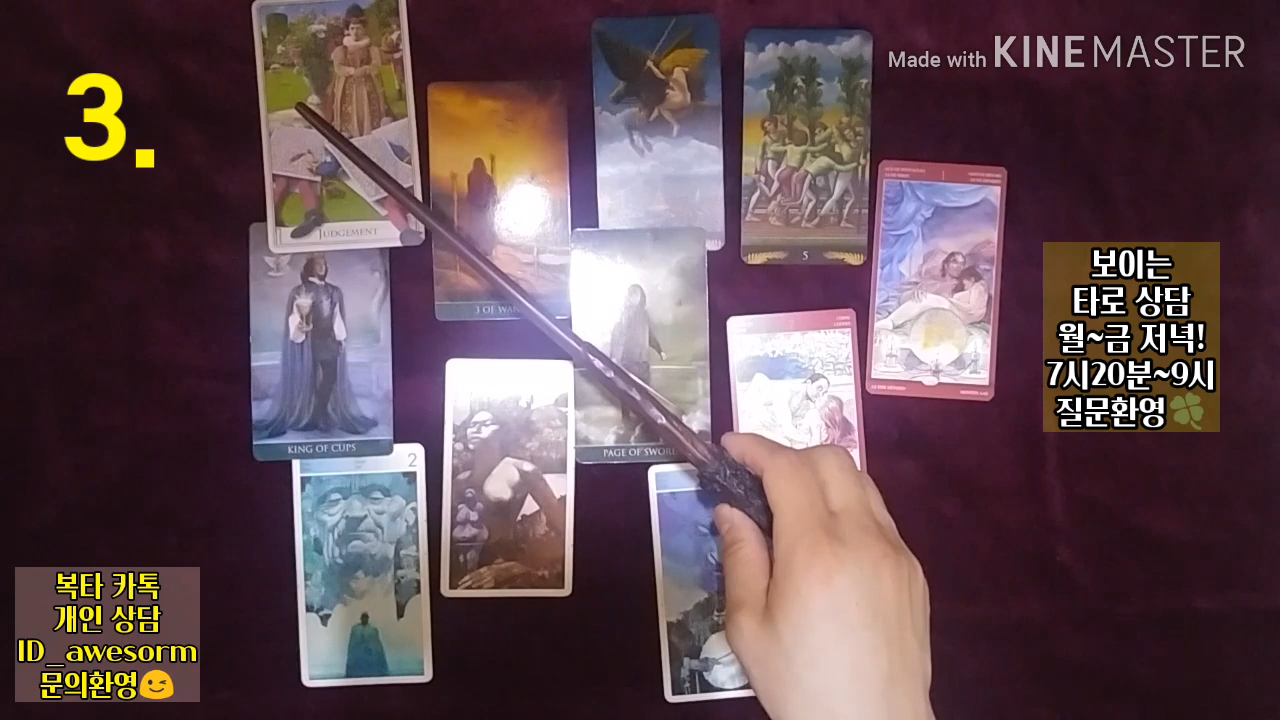 3.
Made with KINEMASTER
JUDGEMENT
3 OF WAN
5
KING OF CUPS
PAGE OF SWOR
2
보이는
타로 상담
월~금 저녁!
7시20분~9시
질문환영🍀
복타 카톡
개인 상담
ID_awesorm
문의환영😉